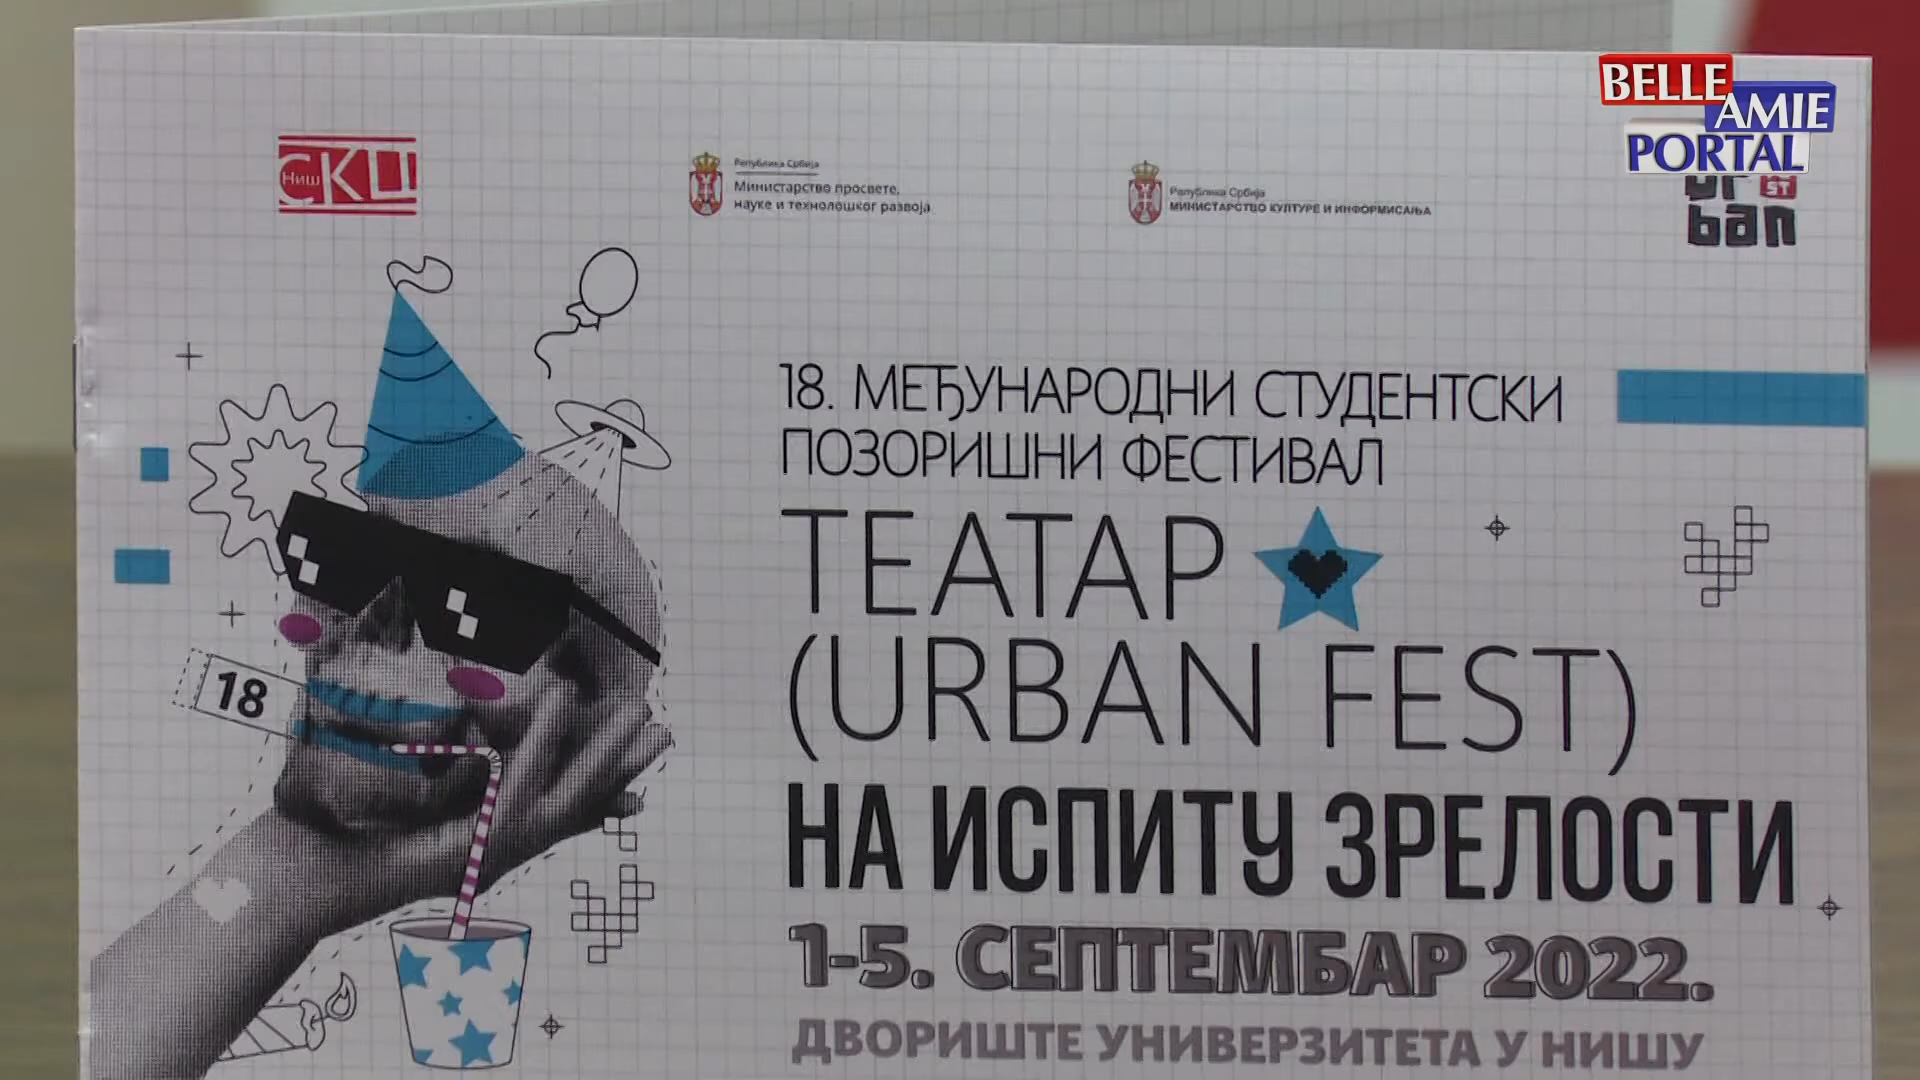 BELLE
AMIE
PORTAL
СКЦ
Ниш
Република Србија
Министарство просвете,
науке и технолошког развоја
Република Србија
МИНИСТАРСТВО КУЛТУРЕ И ИНФОРМИСАЊА
ban
18. МЕЂУНАРОДНИ СТУДЕНТСКИ
ПОЗОРИШНИ ФЕСТИВАЛ
ТЕАТАР
(URBAN FEST)
НА ИСПИТУ ЗРЕЛОСТИ
1-5. СЕПТЕМБАР 2022.
ДВОРИШТЕ УНИВЕРЗИТЕТА У НИШУ
18